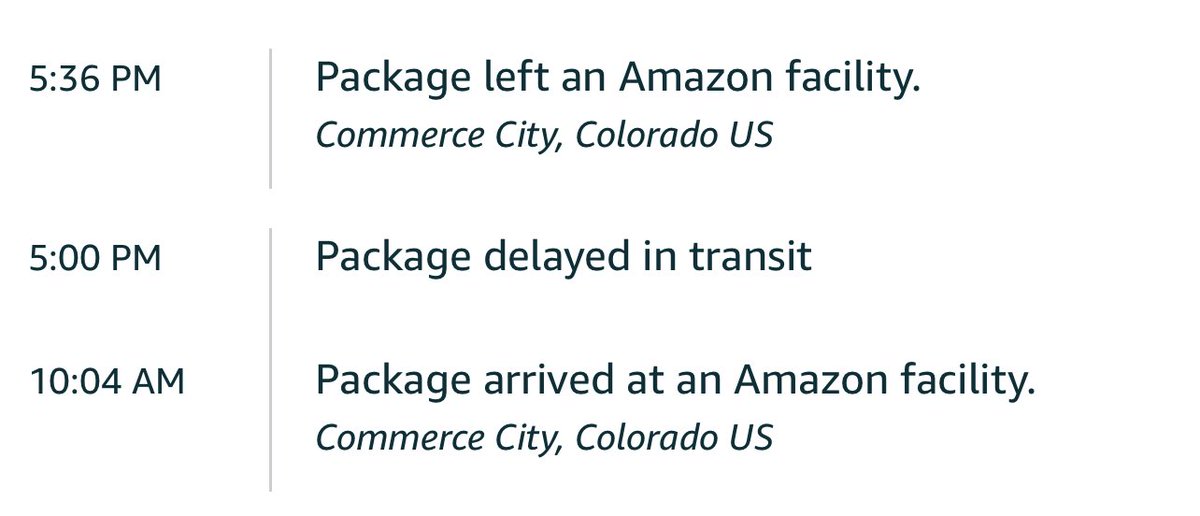 5:36 PM
Package left an Amazon facility.
Commerce City, Colorado US
5:00 PM
Package delayed in transit
10:04 AM
Package arrived at an Amazon facility.
Commerce City, Colorado US